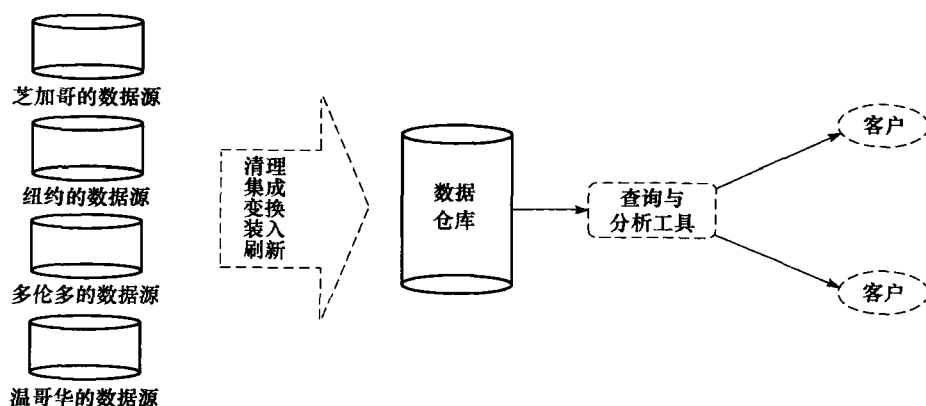 芝加哥的数据源
纽约的数据源
多伦多的数据源
温哥华的数据源
清理
集成
变换
装入
刷新
数据
仓库
查询与
分析工具
客户
客户